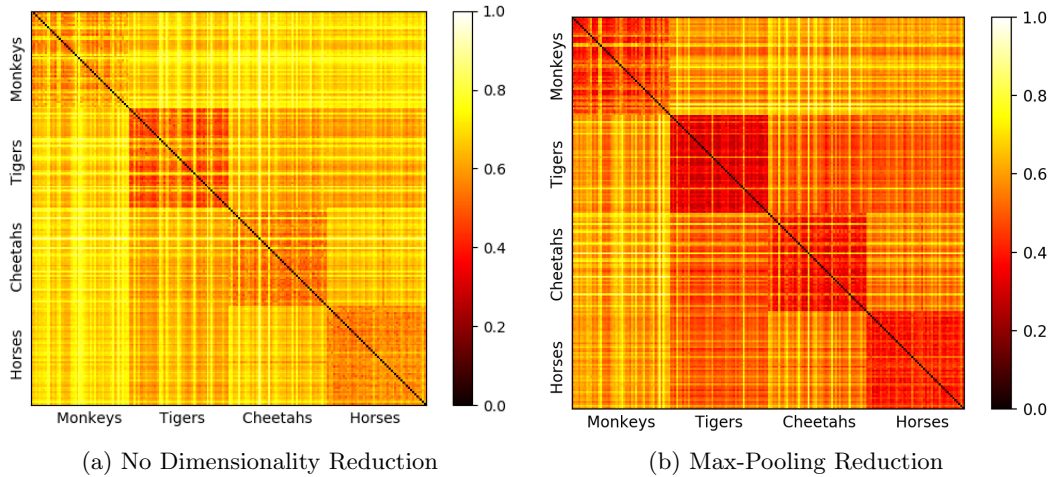 Monkeys
Tigers
Cheetahs
Horses
Monkeys Tigers Cheetahs Horses
1.0
0.8
0.6
0.4
0.2
0.0
(a) No Dimensionality Reduction
Monkeys
Tigers
Cheetahs
Horses
Monkeys Tigers Cheetahs Horses
1.0
0.8
0.6
0.4
0.2
0.0
(b) Max-Pooling Reduction